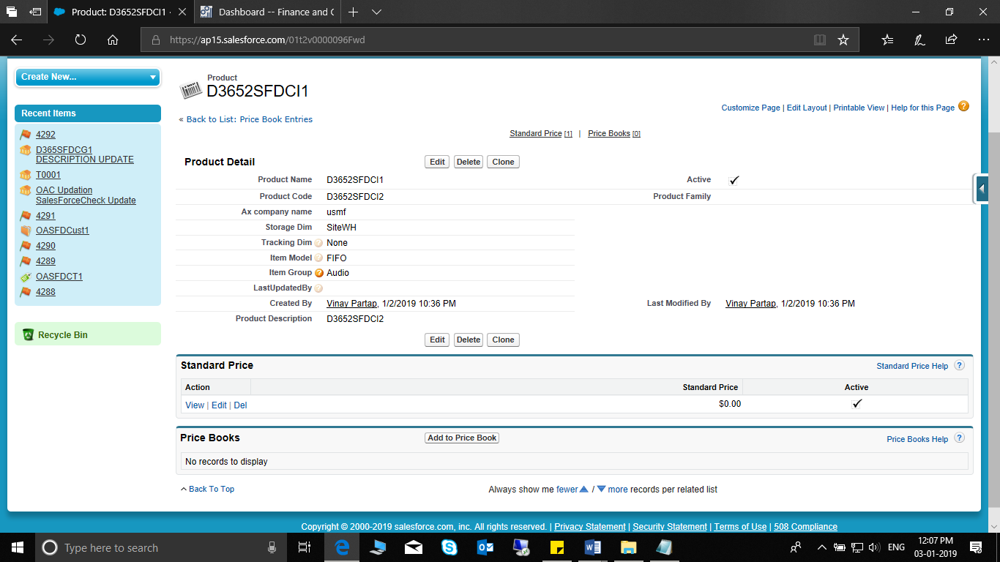 Product: D3652SFDCI1 -
Dashboard -- Finance and C
https://ap15.salesforce.com/01t2v0000096Fwd
Create New...
Recent Items
4292
D365SFDCG1
DESCRIPTION UPDATE
T0001
OAC Updation
SalesForceCheck Update
4291
OASFDCust1
4290
4289
OASFDCT1
4288
Recycle Bin
Product
D3652SFDCI1
Customize Page | Edit Layout | Printable View | Help for this Page ?
« Back to List: Price Book Entries
Standard Price [1] | Price Books [0]
Product Detail Edit Delete Clone
Product Name D3652SFDCI1 Active ✓
Product Code D3652SFDCI2 Product Family
Ax company name usmf
Storage Dim SiteWH
Tracking Dim ? None
Item Model ? FIFO
Item Group ? Audio
LastUpdatedBy ?
Created By Vinay Partap, 1/2/2019 10:36 PM Last Modified By Vinay Partap, 1/2/2019 10:36 PM
Product Description D3652SFDCI2
Edit Delete Clone
Standard Price Standard Price Help ?
Action Standard Price Active
View | Edit | Del $0.00 ✓
Price Books Add to Price Book Price Books Help ?
No records to display
Back To Top Always show me fewer / more records per related list
Copyright © 2000-2019 salesforce.com, inc. All rights reserved. | Privacy Statement | Security Statement | Terms of Use | 508 Compliance
Type here to search
ENG
12:07 PM
03-01-2019